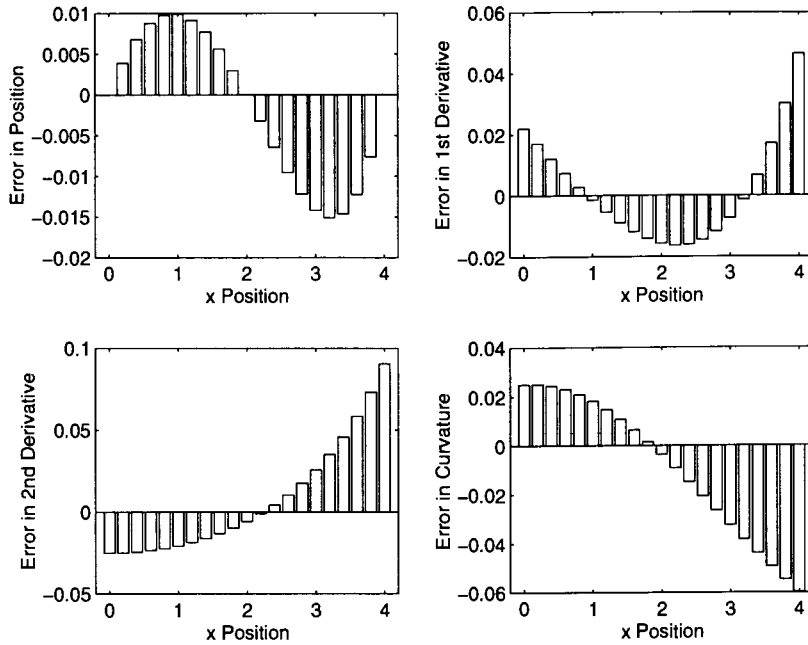 0.01
0.005
0
−0.005
−0.01
−0.015
−0.02
Error in Position
0 1 2 3 4
x Position
0.06
0.04
0.02
0
−0.02
Error in 1st Derivative
0 1 2 3 4
x Position
0.1
0.05
0
−0.05
Error in 2nd Derivative
0 1 2 3 4
x Position
0.04
0.02
0
−0.02
−0.04
−0.06
Error in Curvature
0 1 2 3 4
x Position